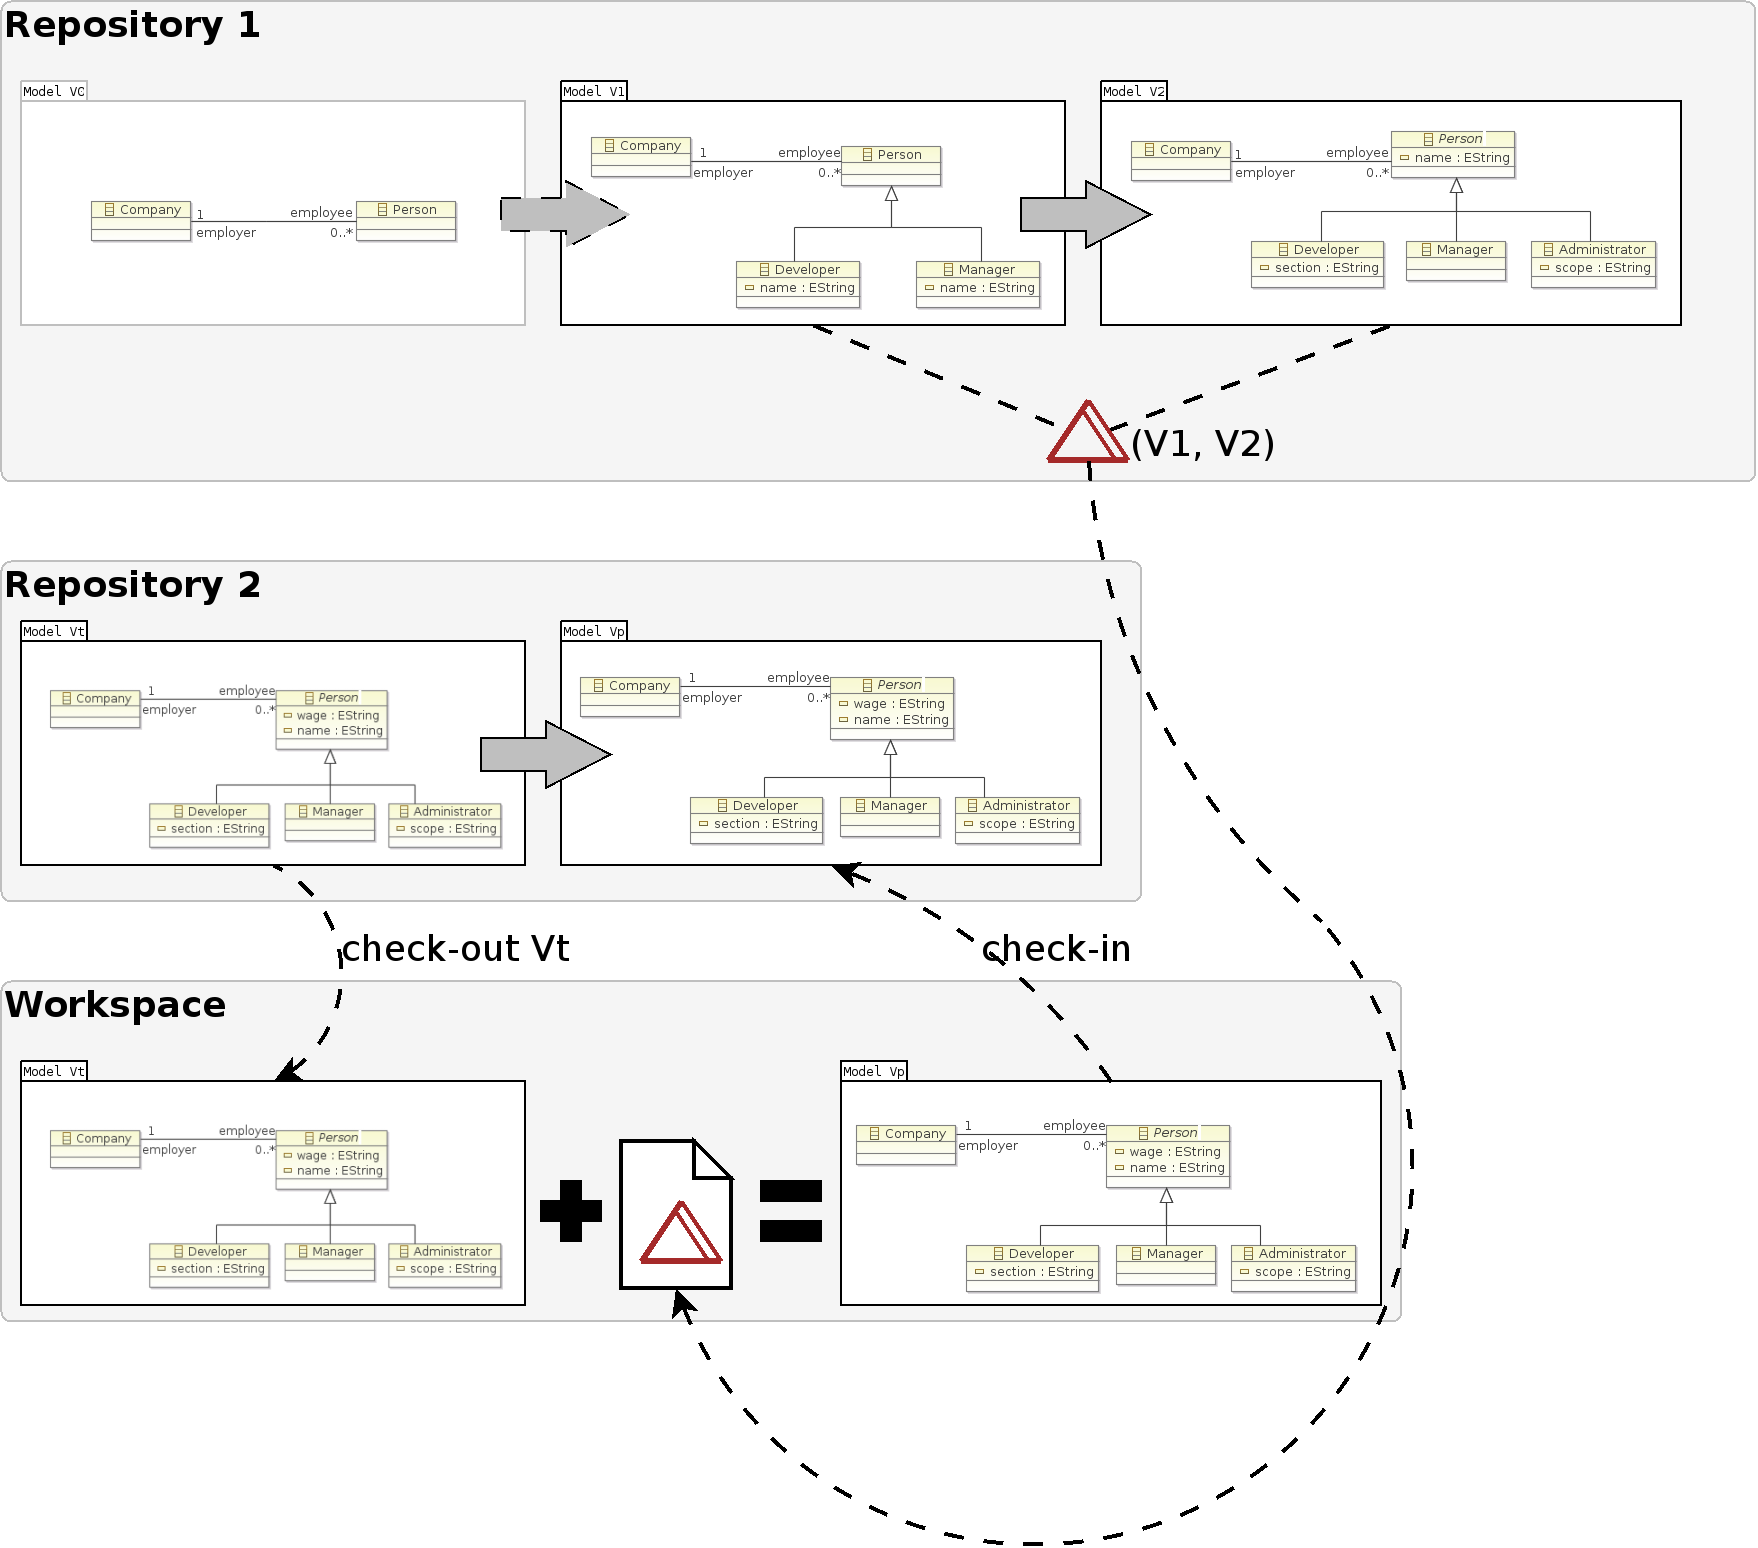 Repository 1
Model V0
Company
1
employee
employer
0..*
Person
Model V1
Company
1
employee
employer
0..*
Person
Developer
name : EString
Manager
name : EString
Model V2
Company
1
employee
employer
0..*
Person
name : EString
Developer
section : EString
Manager
Administrator
scope : EString
(V1, V2)
Repository 2
Model Vt
Company
1
employee
employer
0..*
Person
wage : EString
name : EString
Developer
section : EString
Manager
Administrator
scope : EString
Model Vp
Company
1
employee
employer
0..*
Person
wage : EString
name : EString
Developer
section : EString
Manager
Administrator
scope : EString
check-out Vt
check-in
Workspace
Model Vt
Company
1
employee
employer
0..*
Person
wage : EString
name : EString
Developer
section : EString
Manager
Administrator
scope : EString
Model Vp
Company
1
employee
employer
0..*
Person
wage : EString
name : EString
Developer
section : EString
Manager
Administrator
scope : EString